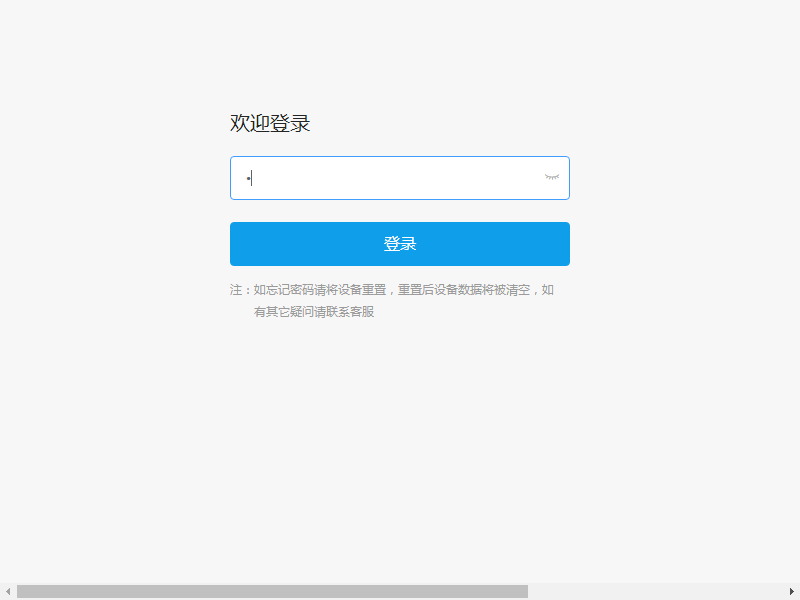 欢迎登录
•
登录
注：如忘记密码请将设备重置，重置后设备数据将被清空，如
有其它疑问请联系客服